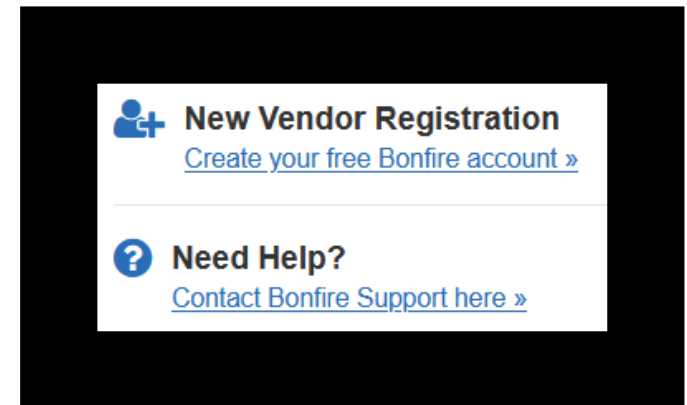 New Vendor Registration
Create your free Bonfire account »
Need Help?
Contact Bonfire Support here »